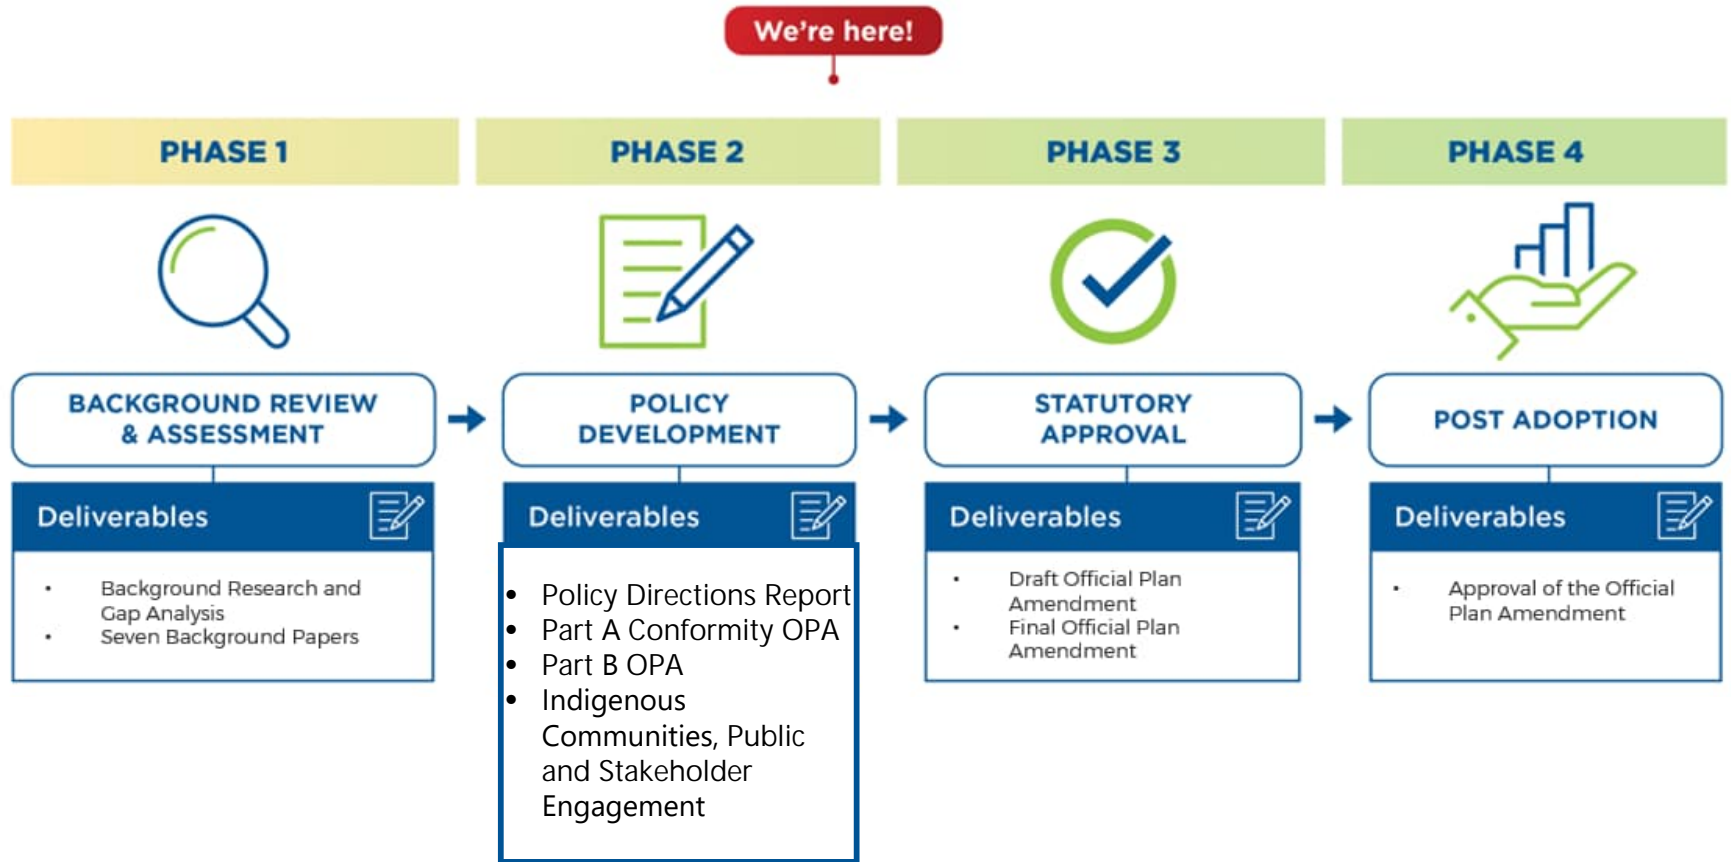 We're here!
PHASE 1
PHASE 2
PHASE 3
PHASE 4
BACKGROUND REVIEW
& ASSESSMENT
POLICY
DEVELOPMENT
STATUTORY
APPROVAL
POST ADOPTION
Deliverables
• Background Research and
Gap Analysis
• Seven Background Papers
Deliverables
• Policy Directions Report
• Part A Conformity OPA
• Part B OPA
• Indigenous
Communities, Public
and Stakeholder
Engagement
Deliverables
• Draft Official Plan
Amendment
• Final Official Plan
Amendment
Deliverables
• Approval of the Official
Plan Amendment